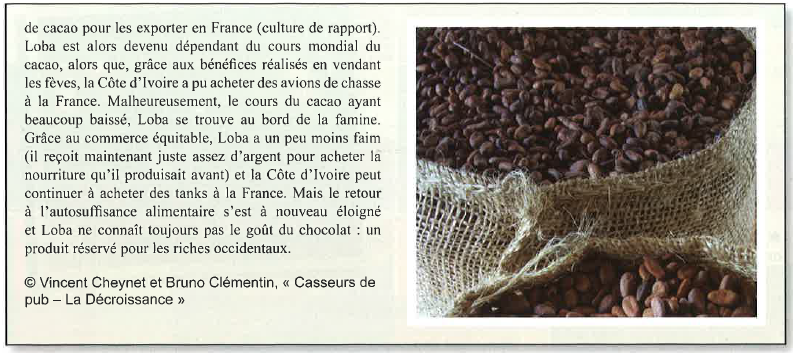 de cacao pour les exporter en France (culture de rapport).
Loba est alors devenu dépendant du cours mondial du
cacao, alors que, grâce aux bénéfices réalisés en vendant
les fèves, la Côte d'Ivoire a pu acheter des avions de chasse
à la France. Malheureusement, le cours du cacao ayant
beaucoup baissé, Loba se trouve au bord de la famine.
Grâce au commerce équitable, Loba a un peu moins faim
(il reçoit maintenant juste assez d'argent pour acheter la
nourriture qu'il produisait avant) et la Côte d'Ivoire peut
continuer à acheter des tanks à la France. Mais le retour
à l'autosuffisance alimentaire s'est à nouveau éloigné
et Loba ne connaît toujours pas le goût du chocolat : un
produit réservé pour les riches occidentaux.
© Vincent Cheynet et Bruno Clémentin, « Casseurs de
pub – La Décroissance »